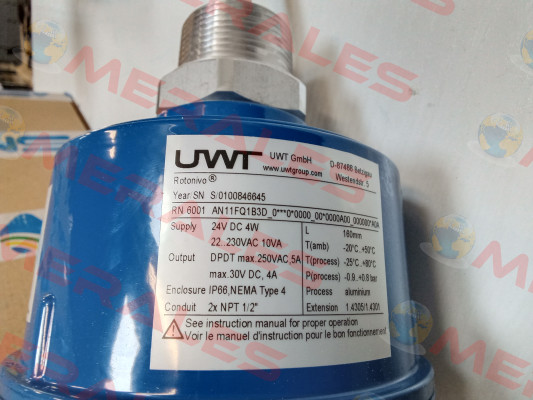 UWT
UWT GmbH
www.uwtgroup.com
D-87488 Betzigau
Westendstr. 5
Rotonivo®
Year SN S/0100846645
RN 6001 AN11FQ1B3D_0***0*0000_00*0000A00_000000*A0A
Supply 24V DC 4W
22..230VAC 10VA
Output DPDT max.250VAC,5A
max.30V DC, 4A
Enclosure IP66,NEMA Type 4
Conduit 2x NPT 1/2"
L 160mm
T(amb) -20°C..+50°C
T(process) -25°C..+80°C
P(process) -0.9..+0.8 bar
Process aluminium
Extension 1.4305/1.4301
See instruction manual for proper operation
Voir le manuel d'instruction pour le bon fonctionnement
MERALES
MERALES
MERALES